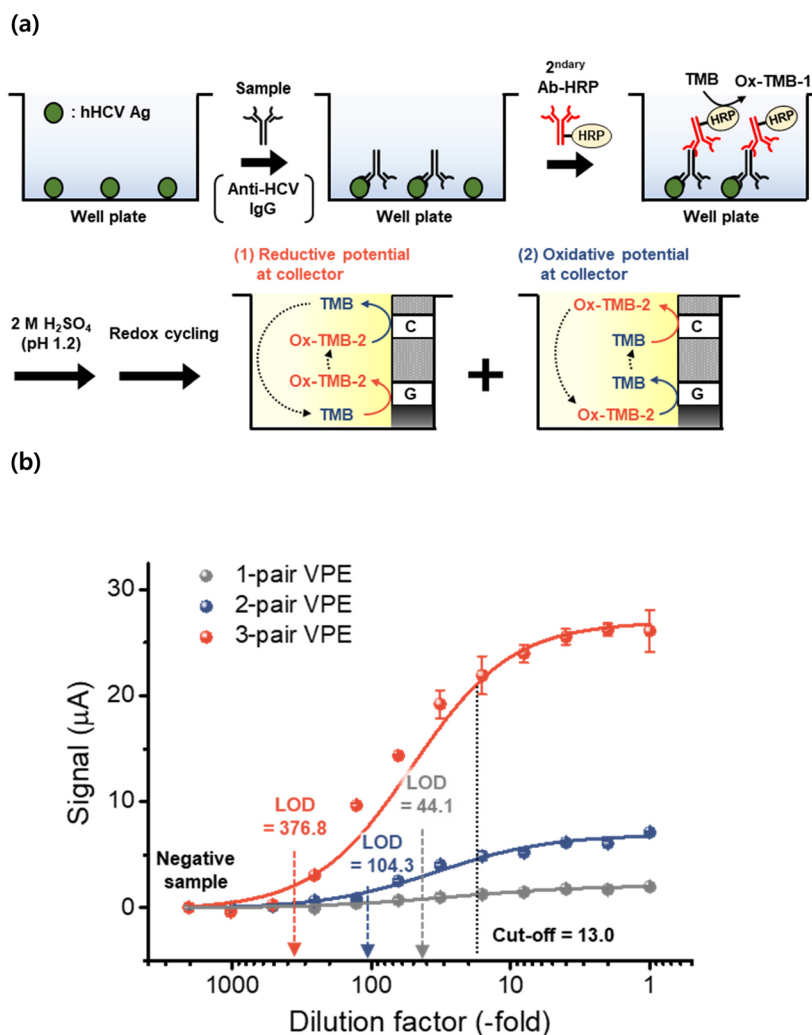 (a)
: hHCV Ag
Well plate
Sample
Anti-HCV
IgG
Well plate
2ndary
Ab-HRP
HRP
TMB
Ox-TMB-1
HRP
HRP
Well plate
2 M H2SO4
(pH 1.2)
Redox cycling
(1) Reductive potential
at collector
TMB
Ox-TMB-2
C
Ox-TMB-2
TMB
G
(2) Oxidative potential
at collector
Ox-TMB-2
TMB
C
TMB
Ox-TMB-2
G
(b)
Signal (μA)
30
20
10
0
1-pair VPE
2-pair VPE
3-pair VPE
LOD
= 376.8
LOD
= 104.3
LOD
= 44.1
Negative
sample
Cut-off = 13.0
1000
100
10
1
Dilution factor (-fold)